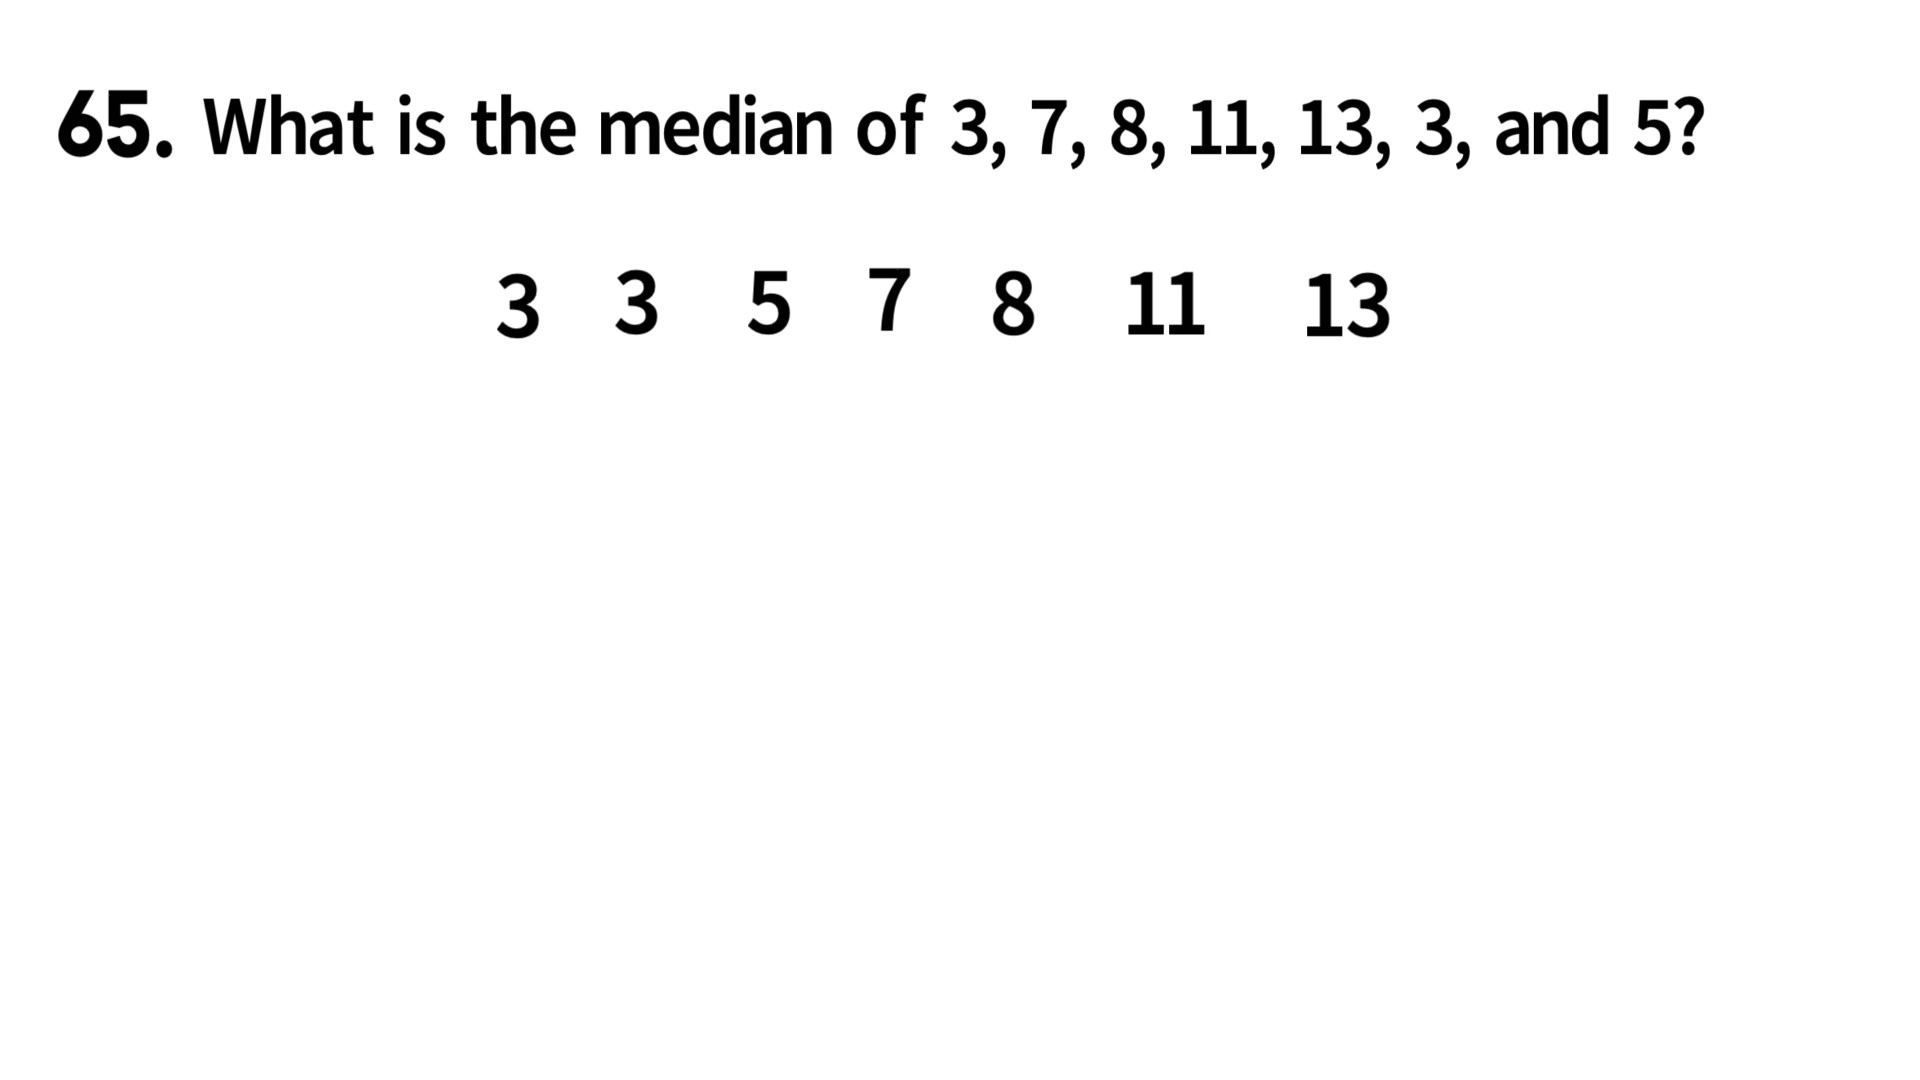 65. What is the median of 3, 7, 8, 11, 13, 3, and 5?
3 3 5 7 8 11 13